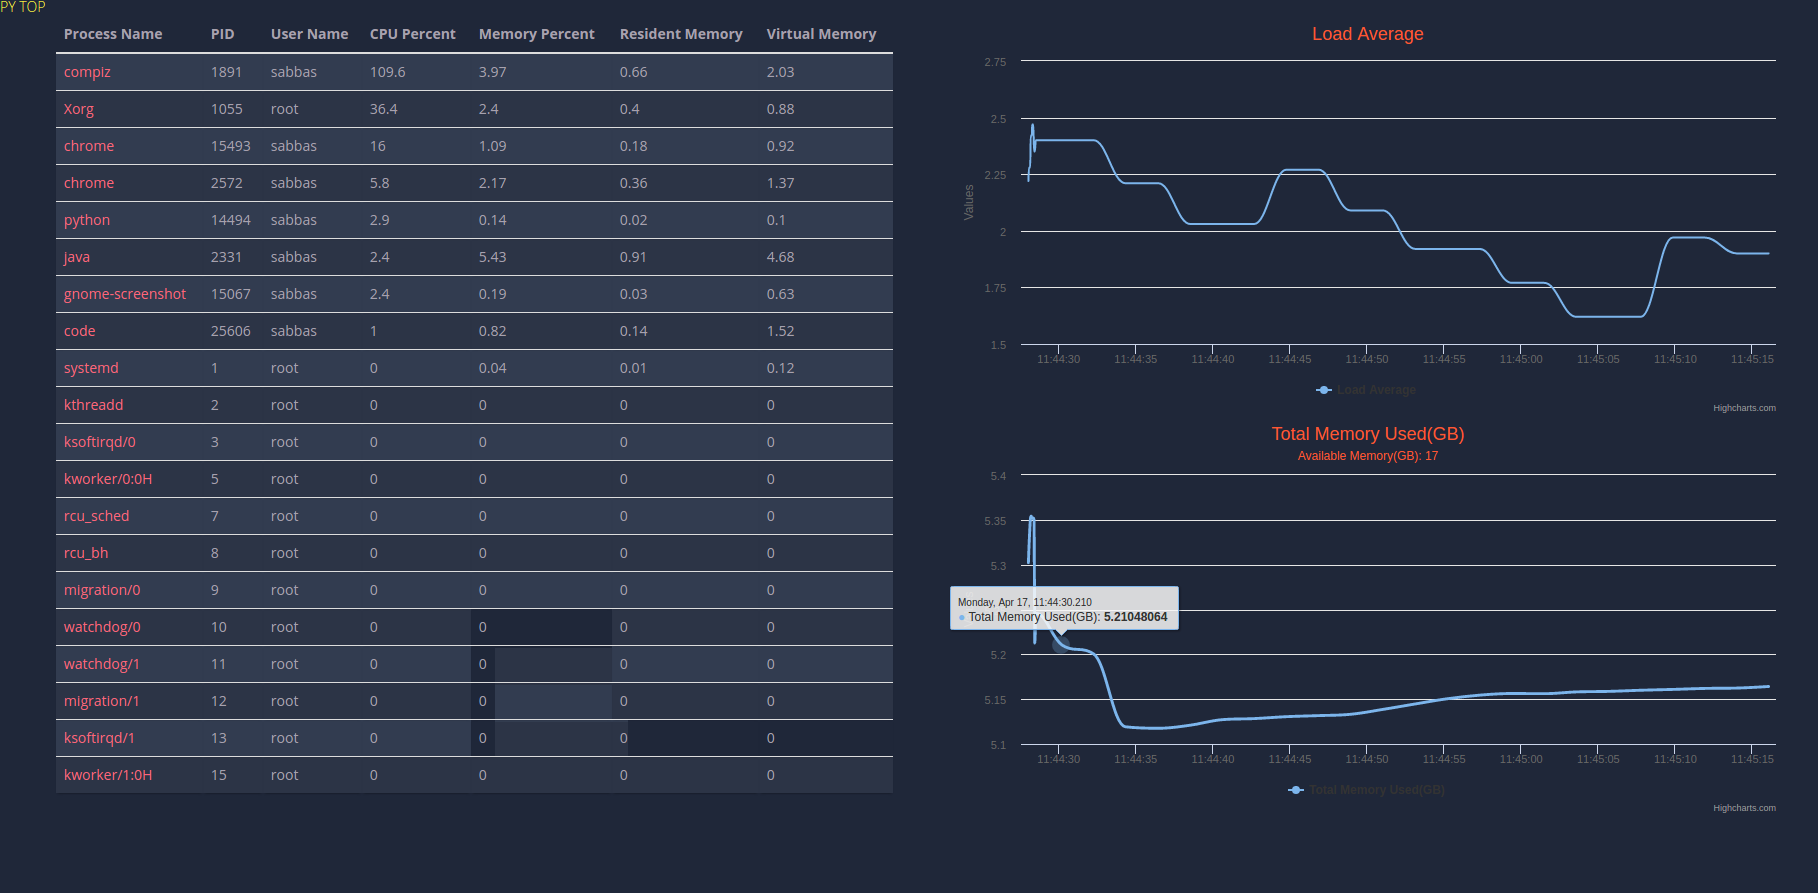 PY TOP
Process Name PID User Name CPU Percent Memory Percent Resident Memory Virtual Memory
compiz 1891 sabbas 109.6 3.97 0.66 2.03
Xorg 1055 root 36.4 2.4 0.4 0.88
chrome 15493 sabbas 16 1.09 0.18 0.92
chrome 2572 sabbas 5.8 2.17 0.36 1.37
python 14494 sabbas 2.9 0.14 0.02 0.1
java 2331 sabbas 2.4 5.43 0.91 4.68
gnome-screenshot 15067 sabbas 2.4 0.19 0.03 0.63
code 25606 sabbas 1 0.82 0.14 1.52
systemd 1 root 0 0.04 0.01 0.12
kthreadd 2 root 0 0 0 0
ksoftirqd/0 3 root 0 0 0 0
kworker/0:0H 5 root 0 0 0 0
rcu_sched 7 root 0 0 0 0
rcu_bh 8 root 0 0 0 0
migration/0 9 root 0 0 0 0
watchdog/0 10 root 0 0 0 0
watchdog/1 11 root 0 0 0 0
migration/1 12 root 0 0 0 0
ksoftirqd/1 13 root 0 0 0 0
kworker/1:0H 15 root 0 0 0 0
Load Average
Values
2.75
2.5
2.25
2
1.75
1.5
11:44:30 11:44:35 11:44:40 11:44:45 11:44:50 11:44:55 11:45:00 11:45:05 11:45:10 11:45:15
Load Average
Highcharts.com
Total Memory Used(GB)
Available Memory(GB): 17
5.4
5.35
5.3
Monday, Apr 17, 11:44:30.210
Total Memory Used(GB): 5.21048064
5.2
5.15
5.1
11:44:30 11:44:35 11:44:40 11:44:45 11:44:50 11:44:55 11:45:00 11:45:05 11:45:10 11:45:15
Total Memory Used(GB)
Highcharts.com